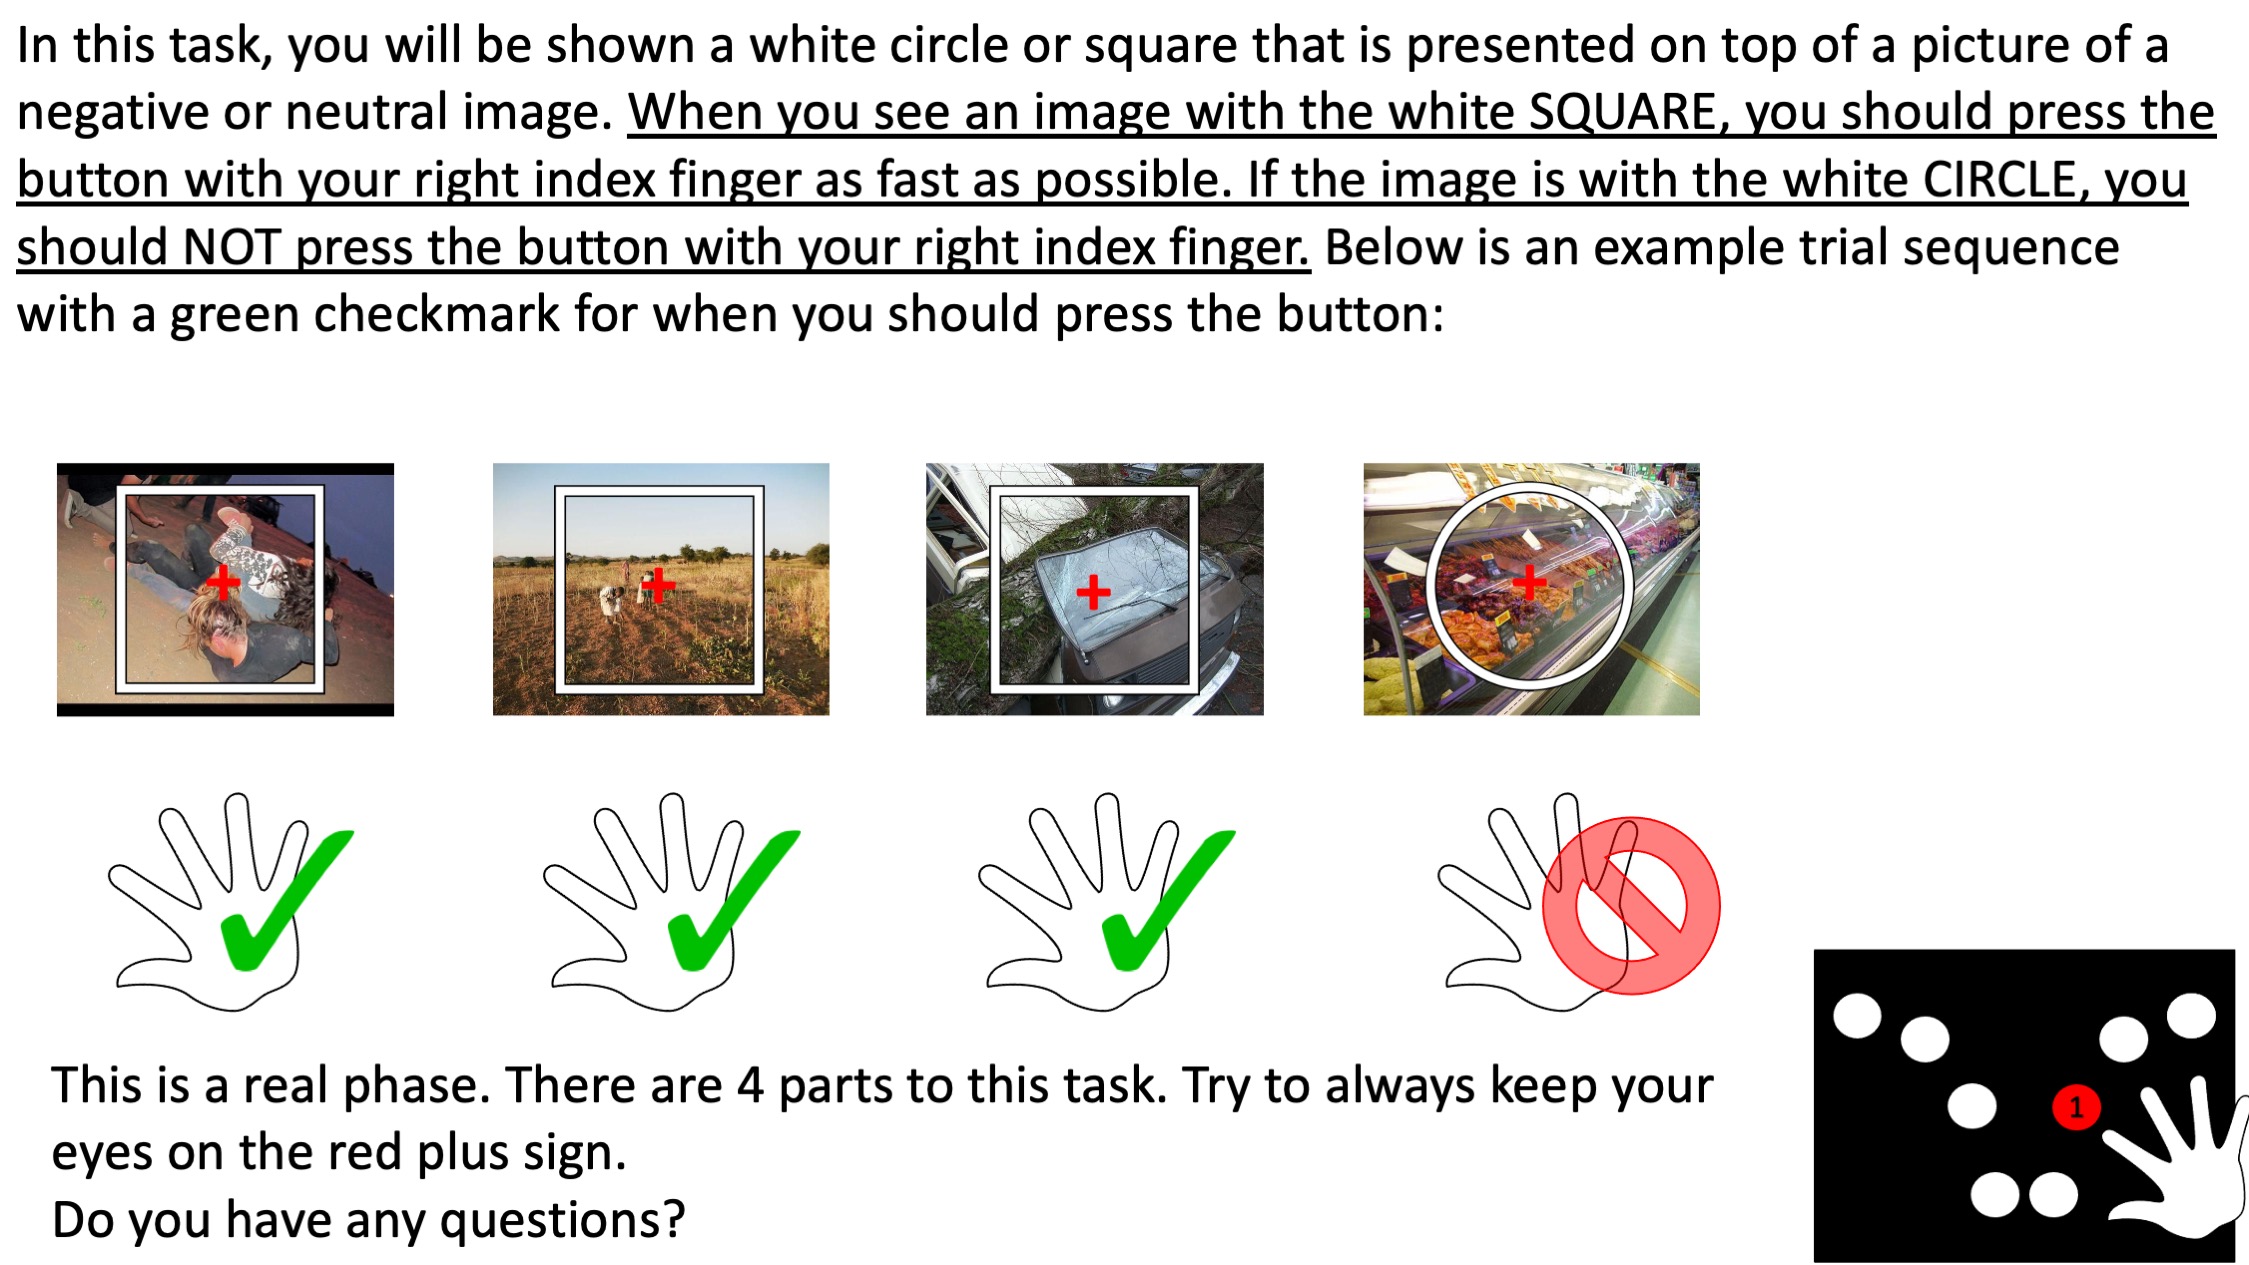 In this task, you will be shown a white circle or square that is presented on top of a picture of a
negative or neutral image. When you see an image with the white SQUARE, you should press the
button with your right index finger as fast as possible. If the image is with the white CIRCLE, you
should NOT press the button with your right index finger. Below is an example trial sequence
with a green checkmark for when you should press the button:
This is a real phase. There are 4 parts to this task. Try to always keep your
eyes on the red plus sign.
Do you have any questions?
1